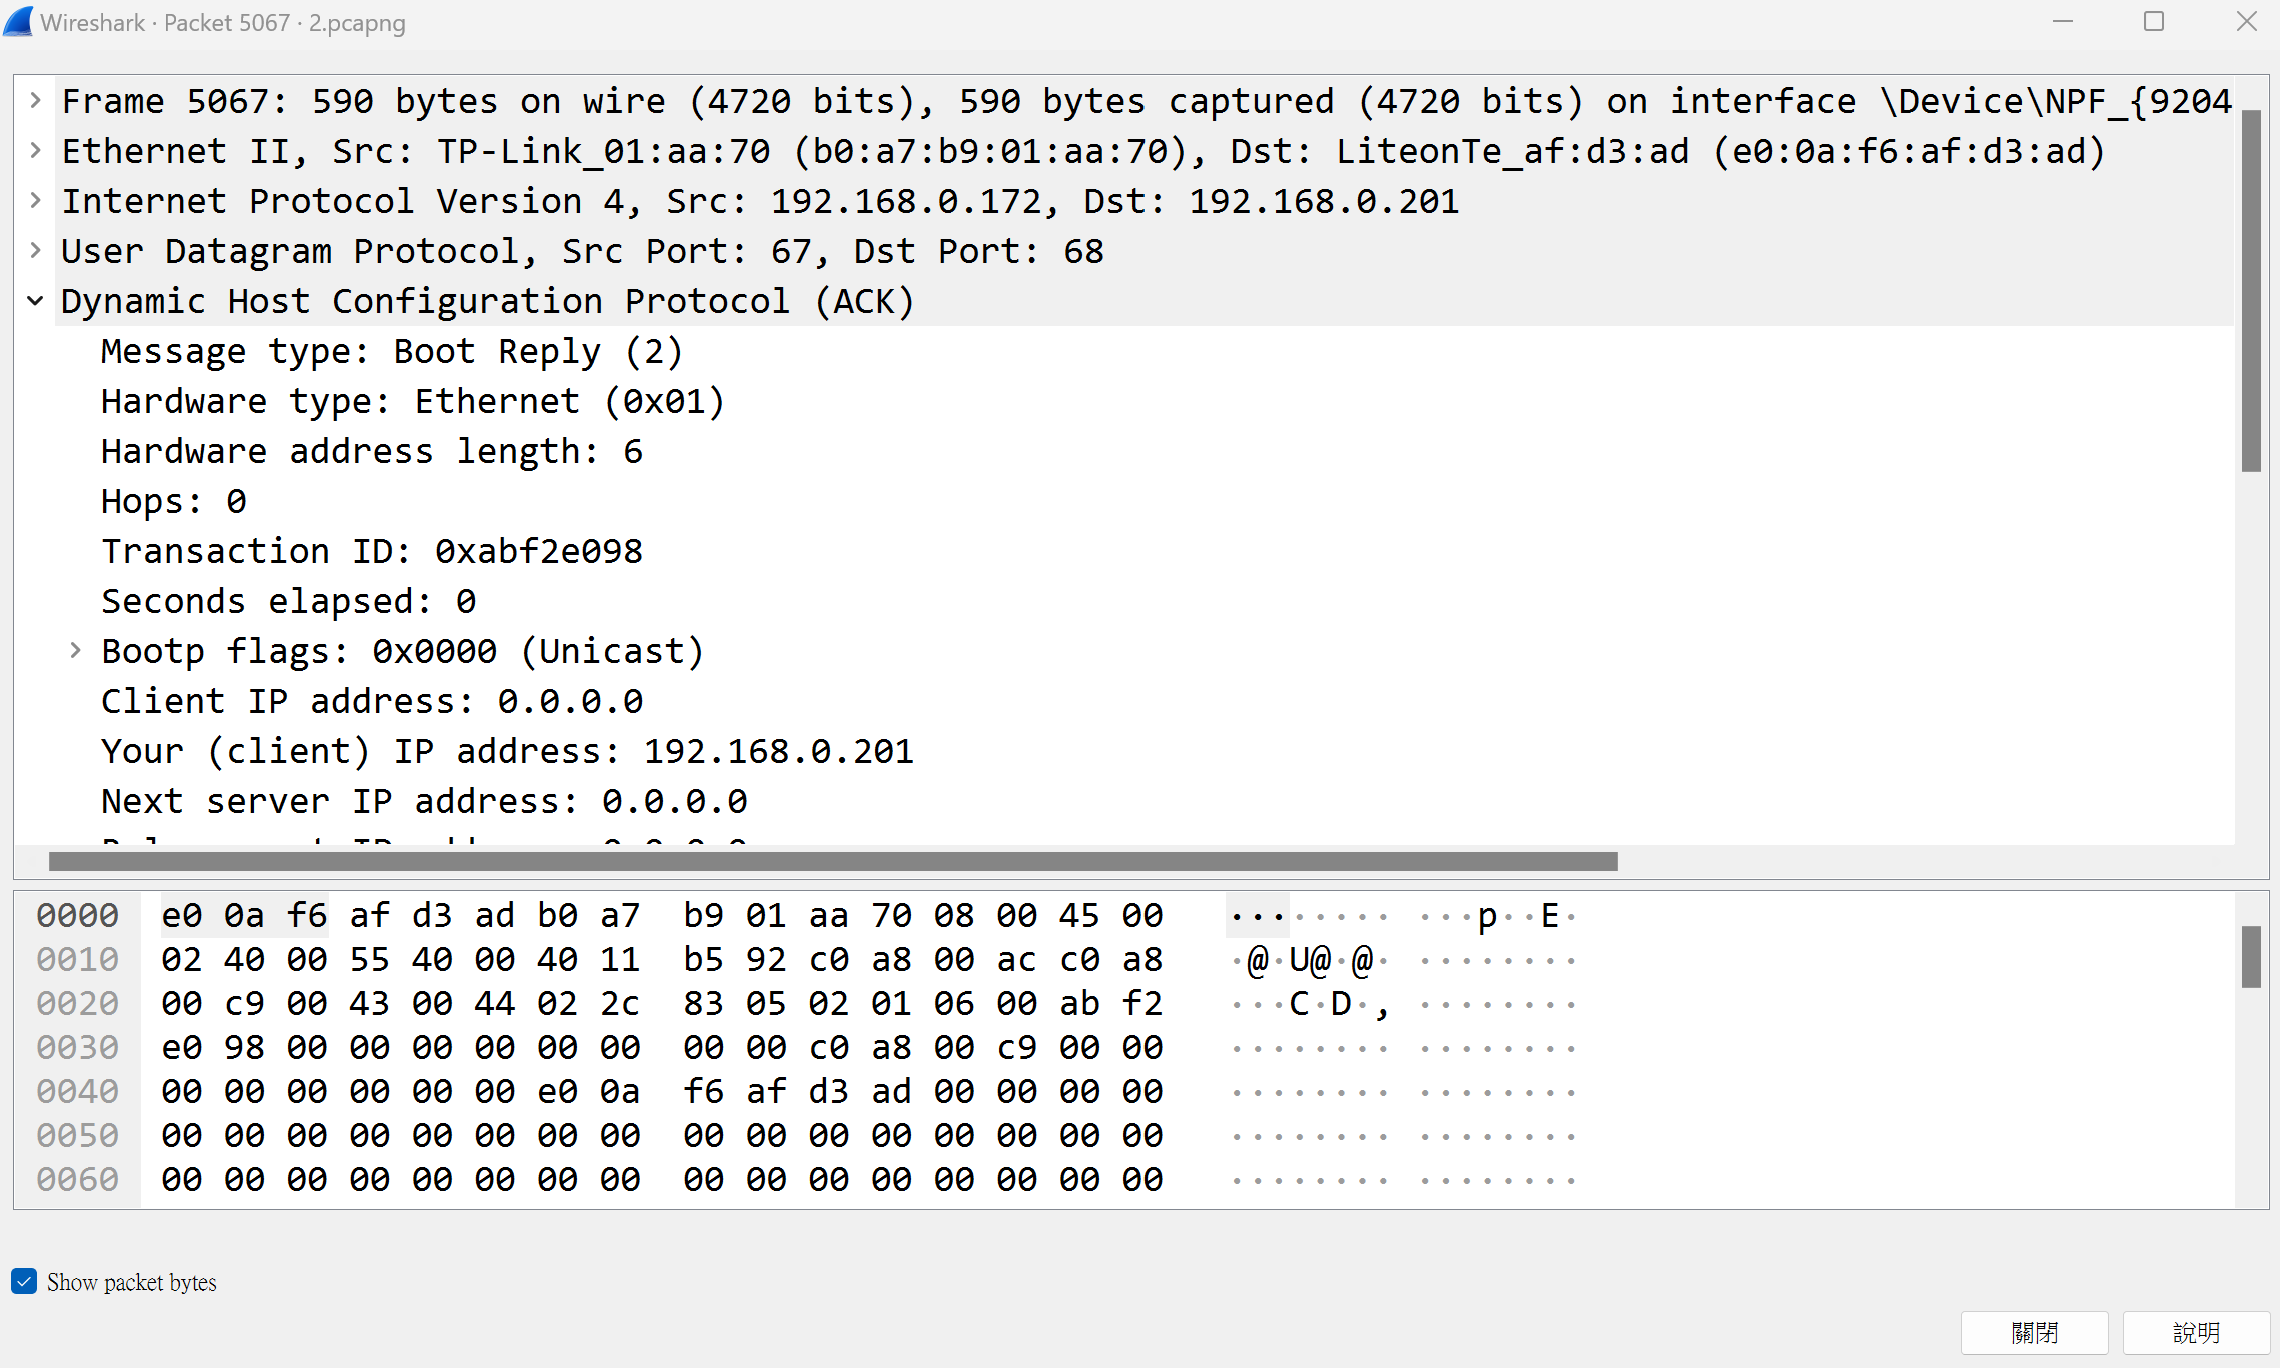 Wireshark · Packet 5067 · 2.pcapng
Frame 5067: 590 bytes on wire (4720 bits), 590 bytes captured (4720 bits) on interface \Device\NPF_{9204
Ethernet II, Src: TP-Link_01:aa:70 (b0:a7:b9:01:aa:70), Dst: LiteonTe_af:d3:ad (e0:0a:f6:af:d3:ad)
Internet Protocol Version 4, Src: 192.168.0.172, Dst: 192.168.0.201
User Datagram Protocol, Src Port: 67, Dst Port: 68
Dynamic Host Configuration Protocol (ACK)
Message type: Boot Reply (2)
Hardware type: Ethernet (0x01)
Hardware address length: 6
Hops: 0
Transaction ID: 0xabf2e098
Seconds elapsed: 0
Bootp flags: 0x0000 (Unicast)
Client IP address: 0.0.0.0
Your (client) IP address: 192.168.0.201
Next server IP address: 0.0.0.0
0000 e0 0a f6 af d3 ad b0 a7 b9 01 aa 70 08 00 45 00 ········ ···p··E·
0010 02 40 00 55 40 00 40 11 b5 92 c0 a8 00 ac c0 a8 ·@·U@·@· ········
0020 00 c9 00 43 00 44 02 2c 83 05 02 01 06 00 ab f2 ···C·D·, ········
0030 e0 98 00 00 00 00 00 00 00 00 c0 a8 00 c9 00 00 ········ ········
0040 00 00 00 00 00 00 e0 0a f6 af d3 ad 00 00 00 00 ········ ········
0050 00 00 00 00 00 00 00 00 00 00 00 00 00 00 00 00 ········ ········
0060 00 00 00 00 00 00 00 00 00 00 00 00 00 00 00 00 ········ ········
Show packet bytes
關閉 說明